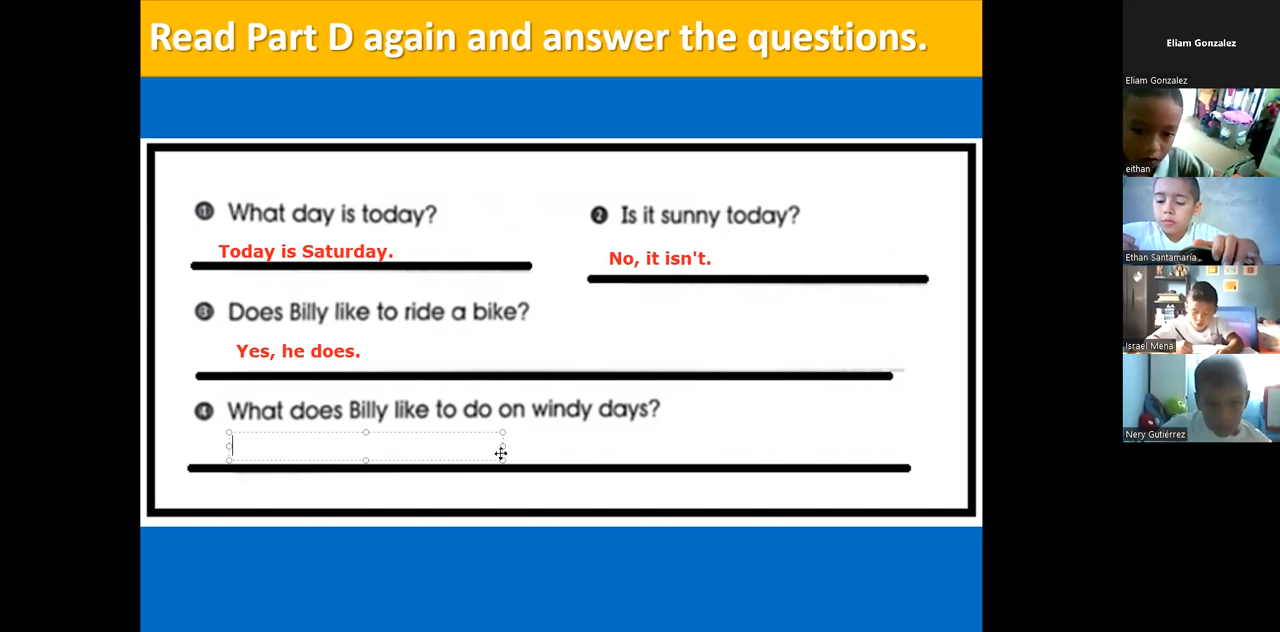 Read Part D again and answer the questions.
1 What day is today?
Today is Saturday.
2 Is it sunny today?
No, it isn't.
3 Does Billy like to ride a bike?
Yes, he does.
4 What does Billy like to do on windy days?
Eliam Gonzalez
Eliam Gonzalez
eithan
Ethan Santamaría
Israel Mena
Nery Gutiérrez